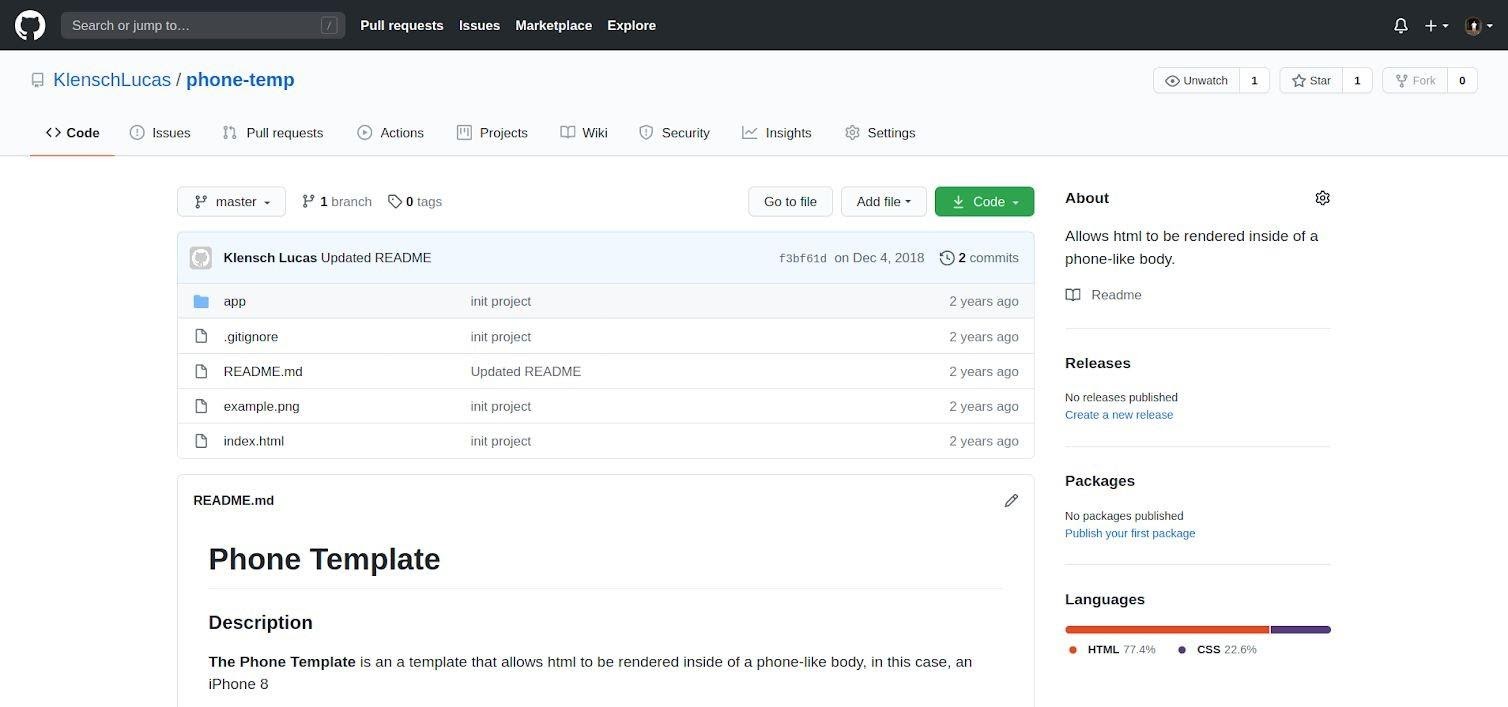 Search or jump to… /
Pull requests Issues Marketplace Explore
KlenschLucas / phone-temp
Unwatch 1 Star 1 Fork 0
Code Issues Pull requests Actions Projects Wiki Security Insights Settings
master 1 branch 0 tags
Go to file Add file Code
Klensch Lucas Updated README f3bf61d on Dec 4, 2018 2 commits
app init project 2 years ago
.gitignore init project 2 years ago
README.md Updated README 2 years ago
example.png init project 2 years ago
index.html init project 2 years ago
README.md
Phone Template
Description
The Phone Template is an a template that allows html to be rendered inside of a phone-like body, in this case, an
iPhone 8
About
Allows html to be rendered inside of a
phone-like body.
Readme
Releases
No releases published
Create a new release
Packages
No packages published
Publish your first package
Languages
HTML 77.4% CSS 22.6%